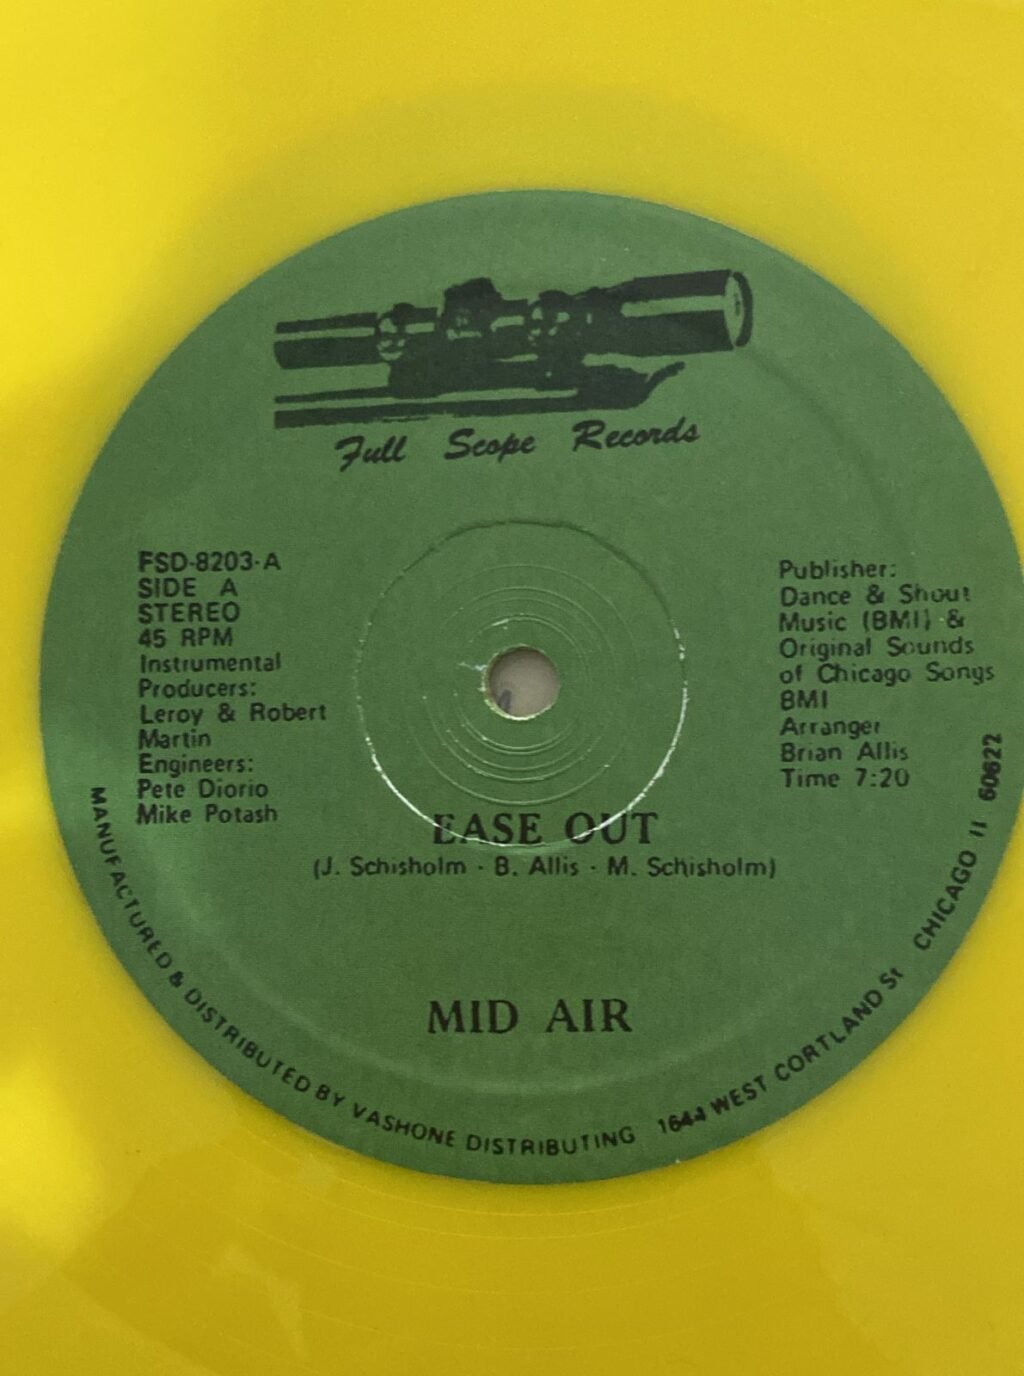 Full Scope Records
FSD-8203-A
SIDE A
STEREO
45 RPM
Instrumental
Producers:
Leroy & Robert
Martin
Engineers:
Pete Diorio
Mike Potash
Publisher:
Dance & Shout
Music (BMI) &
Original Sounds
of Chicago Songs
BMI
Arranger
Brian Allis
Time 7:20
EASE OUT
(J. Schisholm - B. Allis - M. Schisholm)
MID AIR
MANUFACTURED & DISTRIBUTED BY VASHONE DISTRIBUTING 1644 WEST CORTLAND St CHICAGO Il 60622